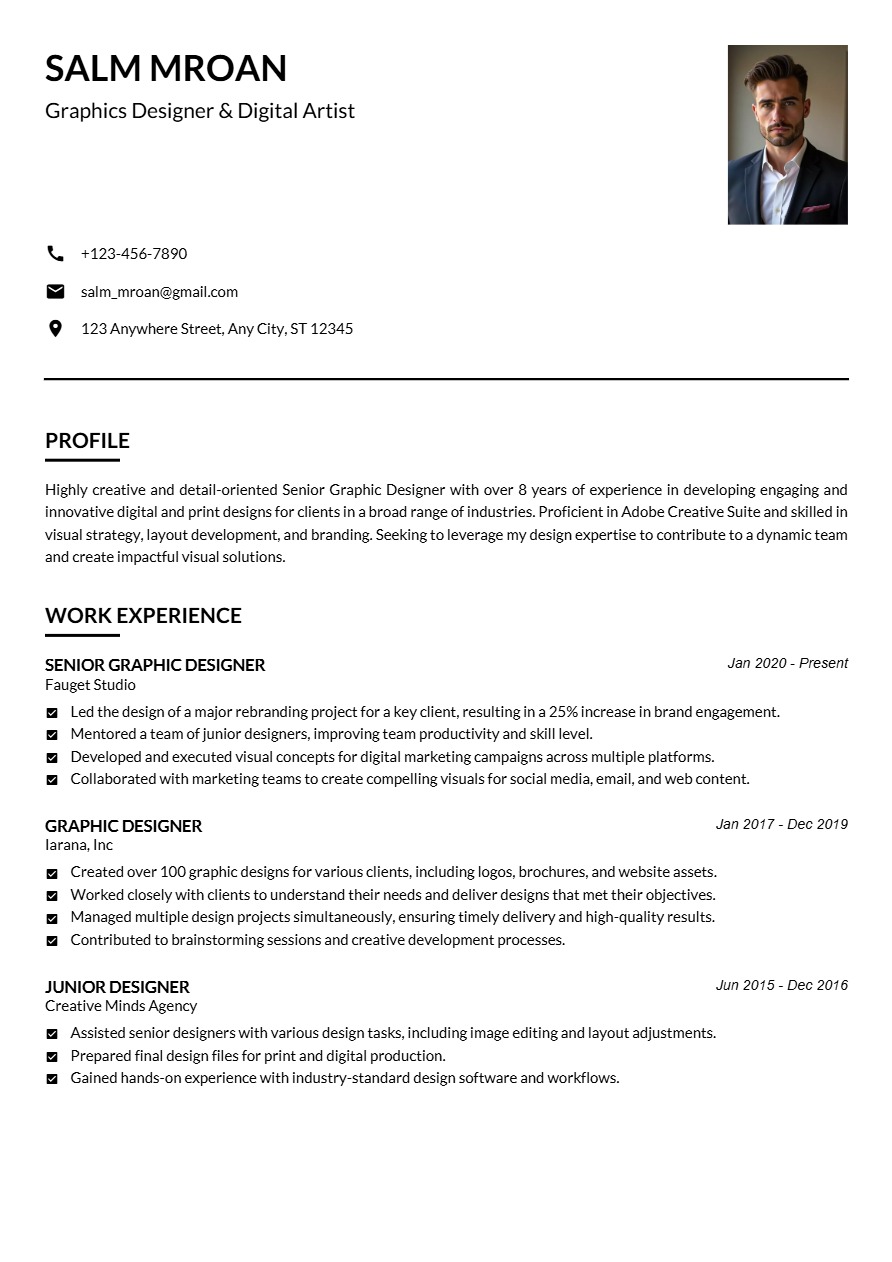 SALM MROAN
Graphics Designer & Digital Artist
+123-456-7890
salm_mroan@gmail.com
123 Anywhere Street, Any City, ST 12345
PROFILE
Highly creative and detail-oriented Senior Graphic Designer with over 8 years of experience in developing engaging and
innovative digital and print designs for clients in a broad range of industries. Proficient in Adobe Creative Suite and skilled in
visual strategy, layout development, and branding. Seeking to leverage my design expertise to contribute to a dynamic team
and create impactful visual solutions.
WORK EXPERIENCE
SENIOR GRAPHIC DESIGNER Jan 2020 - Present
Fauget Studio
Led the design of a major rebranding project for a key client, resulting in a 25% increase in brand engagement.
Mentored a team of junior designers, improving team productivity and skill level.
Developed and executed visual concepts for digital marketing campaigns across multiple platforms.
Collaborated with marketing teams to create compelling visuals for social media, email, and web content.
GRAPHIC DESIGNER Jan 2017 - Dec 2019
Iarana, Inc
Created over 100 graphic designs for various clients, including logos, brochures, and website assets.
Worked closely with clients to understand their needs and deliver designs that met their objectives.
Managed multiple design projects simultaneously, ensuring timely delivery and high-quality results.
Contributed to brainstorming sessions and creative development processes.
JUNIOR DESIGNER Jun 2015 - Dec 2016
Creative Minds Agency
Assisted senior designers with various design tasks, including image editing and layout adjustments.
Prepared final design files for print and digital production.
Gained hands-on experience with industry-standard design software and workflows.